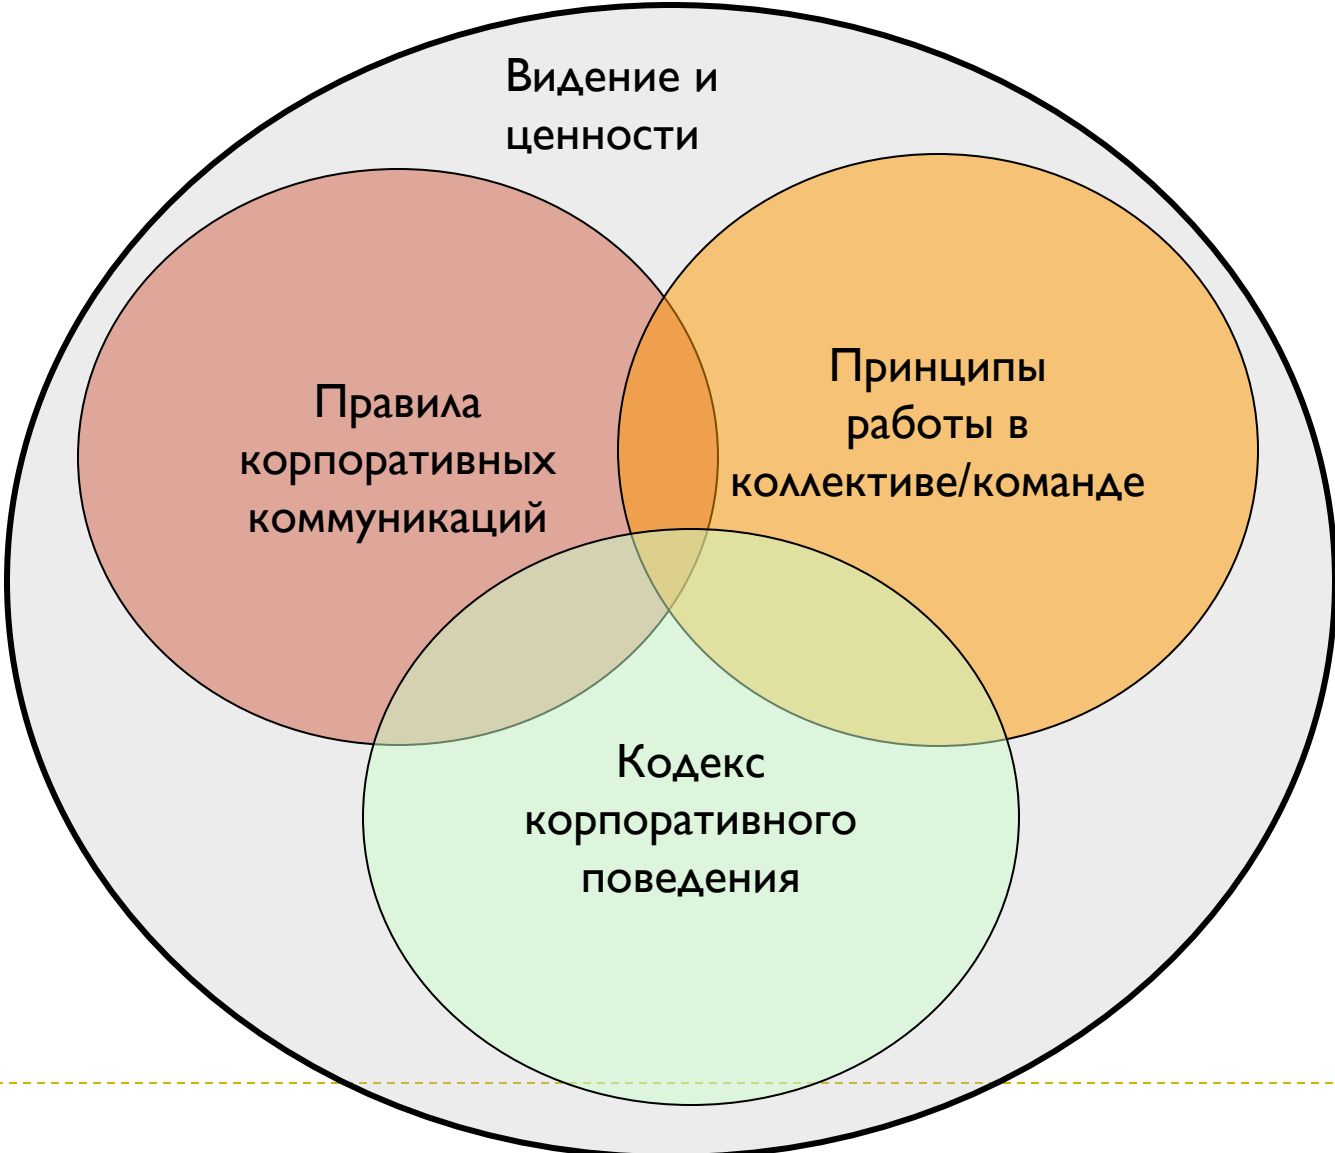 Видение и
ценности
Правила
корпоративных
коммуникаций
Принципы
работы в
коллективе/команде
Кодекс
корпоративного
поведения